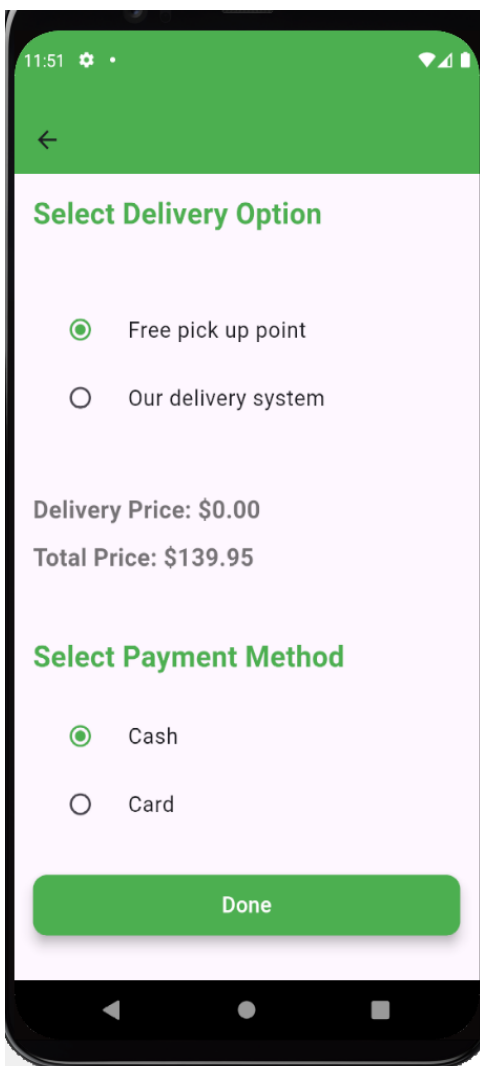 11:51
Select Delivery Option
Free pick up point
Our delivery system
Delivery Price: $0.00
Total Price: $139.95
Select Payment Method
Cash
Card
Done